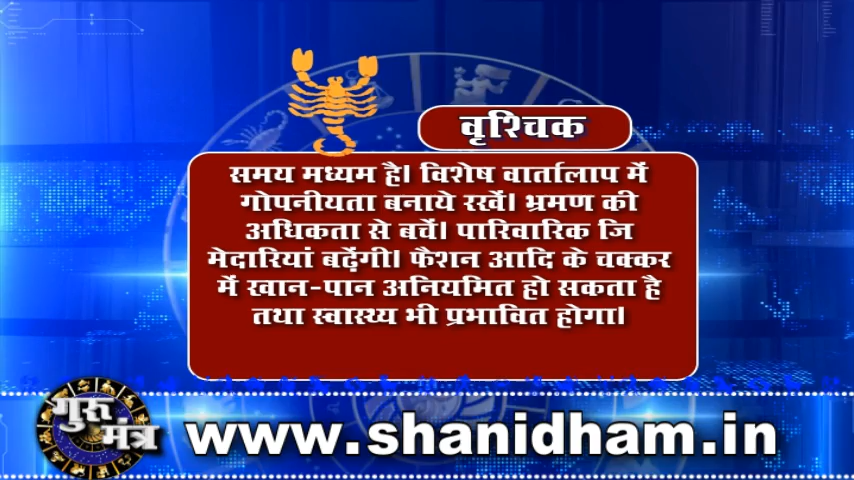 वृश्चिक
समय मध्यम है। विशेष वार्तालाप में
गोपनीयता बनाये रखें। भ्रमण की
अधिकता से बचें। पारिवारिक जि
मेदारियां बढ़ेंगी। फैशन आदि के चक्कर
में खान-पान अनियमित हो सकता है
तथा स्वास्थ्य भी प्रभावित होगा।
गुरू
मंत्र
www.shanidham.in